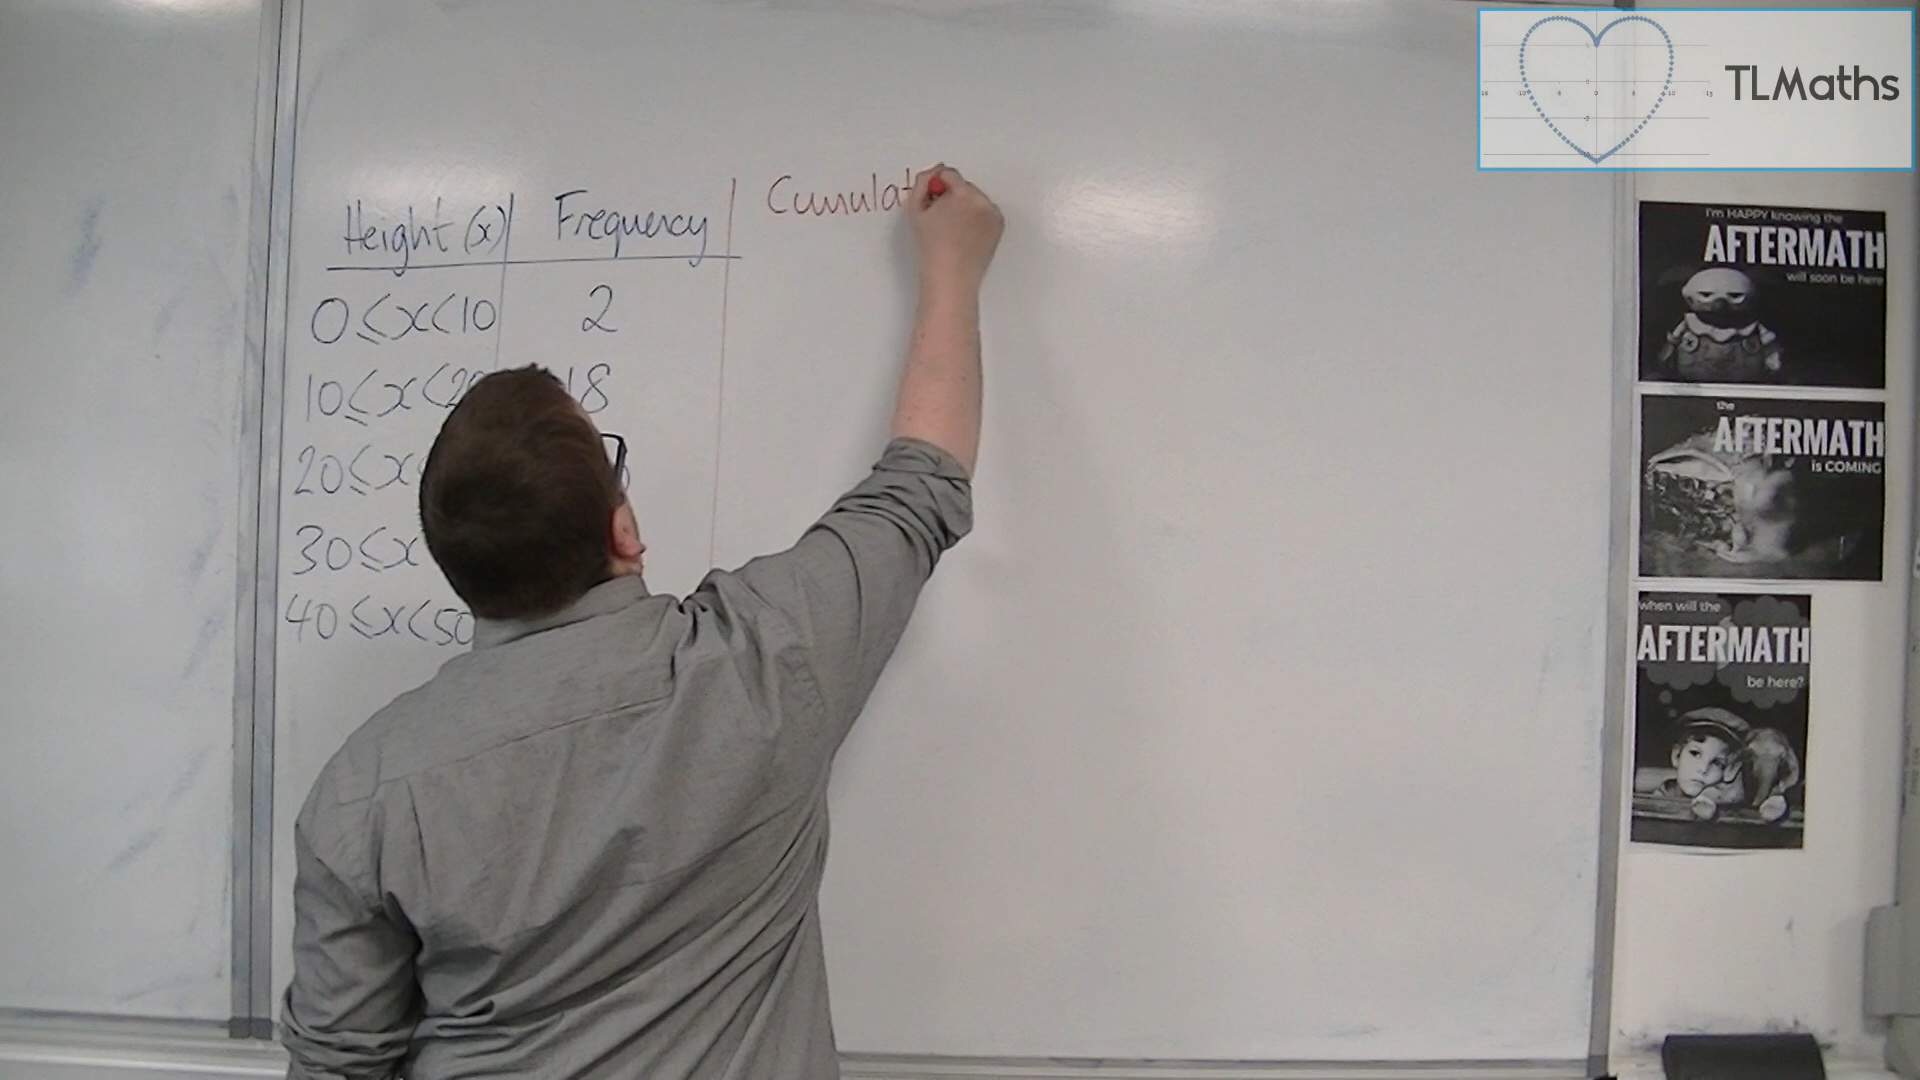 TLMaths
Height (x) Frequency Cumulat
0≤x<10 2
10≤x<2 18
20≤x
30≤x
40≤x<50
I'm HAPPY knowing the
AFTERMATH
will soon be here
the
AFTERMATH
is COMING
when will the
AFTERMATH
be here?